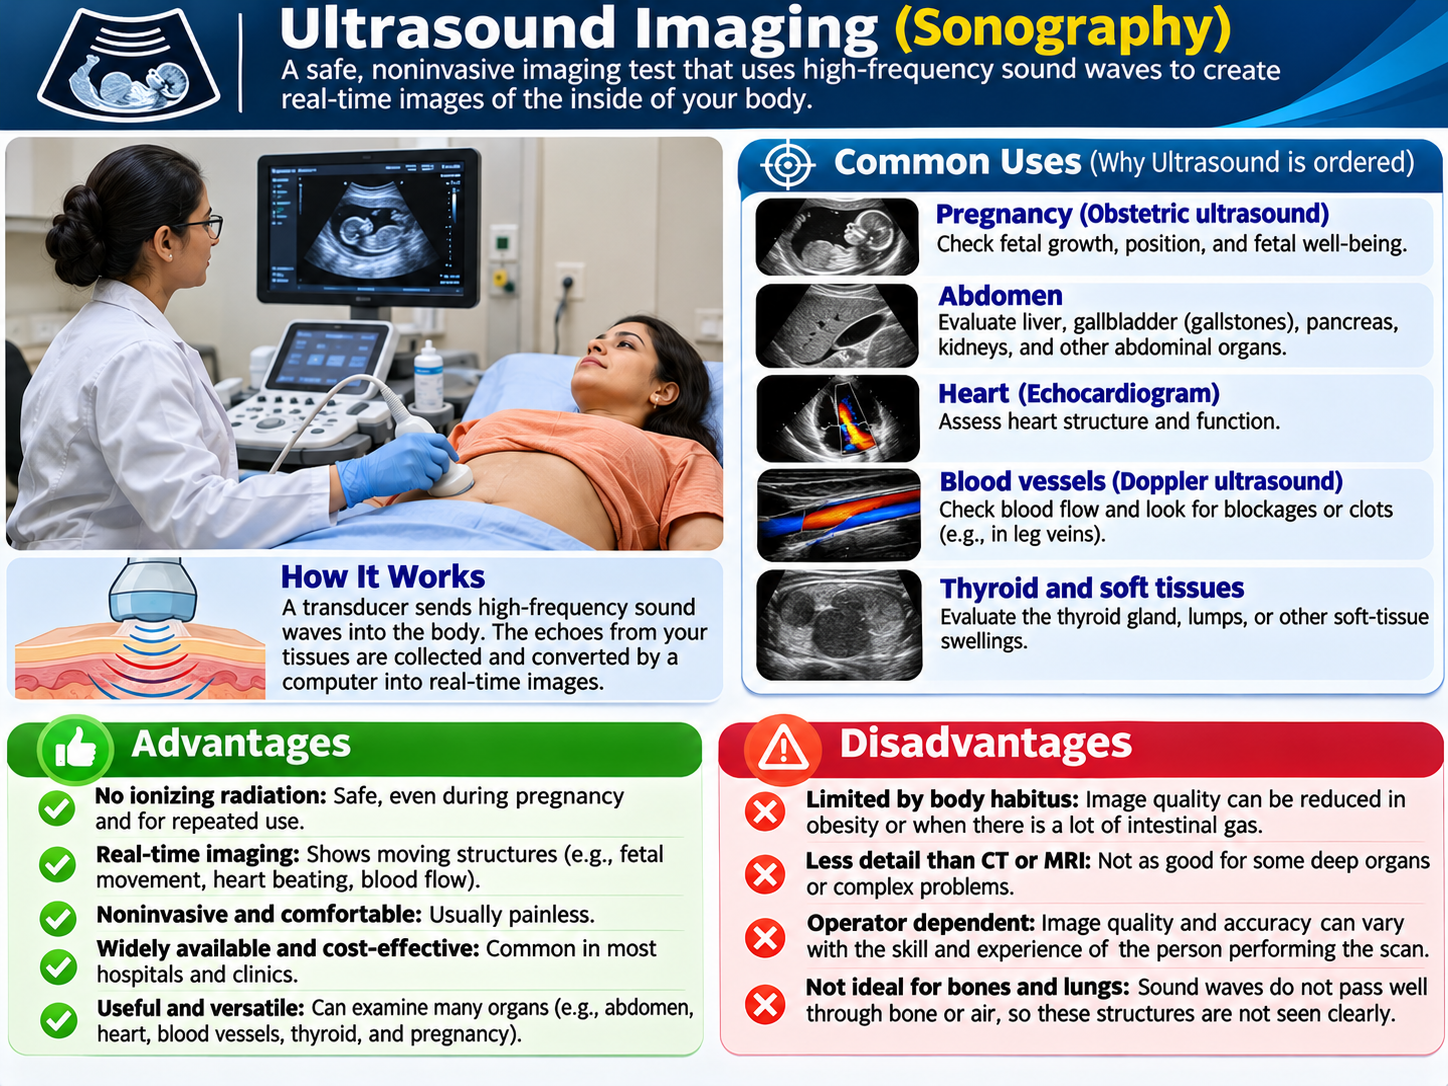 Ultrasound Imaging (Sonography)
A safe, noninvasive imaging test that uses high-frequency sound waves to create
real-time images of the inside of your body.
Common Uses (Why Ultrasound is ordered)
Pregnancy (Obstetric ultrasound)
Check fetal growth, position, and fetal well-being.
Abdomen
Evaluate liver, gallbladder (gallstones), pancreas,
kidneys, and other abdominal organs.
Heart (Echocardiogram)
Assess heart structure and function.
Blood vessels (Doppler ultrasound)
Check blood flow and look for blockages or clots
(e.g., in leg veins).
Thyroid and soft tissues
Evaluate the thyroid gland, lumps, or other soft-tissue
swellings.
How It Works
A transducer sends high-frequency sound
waves into the body. The echoes from your
tissues are collected and converted by a
computer into real-time images.
Advantages
No ionizing radiation: Safe, even during pregnancy
and for repeated use.
Real-time imaging: Shows moving structures (e.g., fetal
movement, heart beating, blood flow).
Noninvasive and comfortable: Usually painless.
Widely available and cost-effective: Common in most
hospitals and clinics.
Useful and versatile: Can examine many organs (e.g., abdomen,
heart, blood vessels, thyroid, and pregnancy).
Disadvantages
Limited by body habitus: Image quality can be reduced in
obesity or when there is a lot of intestinal gas.
Less detail than CT or MRI: Not as good for some deep organs
or complex problems.
Operator dependent: Image quality and accuracy can vary
with the skill and experience of the person performing the scan.
Not ideal for bones and lungs: Sound waves do not pass well
through bone or air, so these structures are not seen clearly.